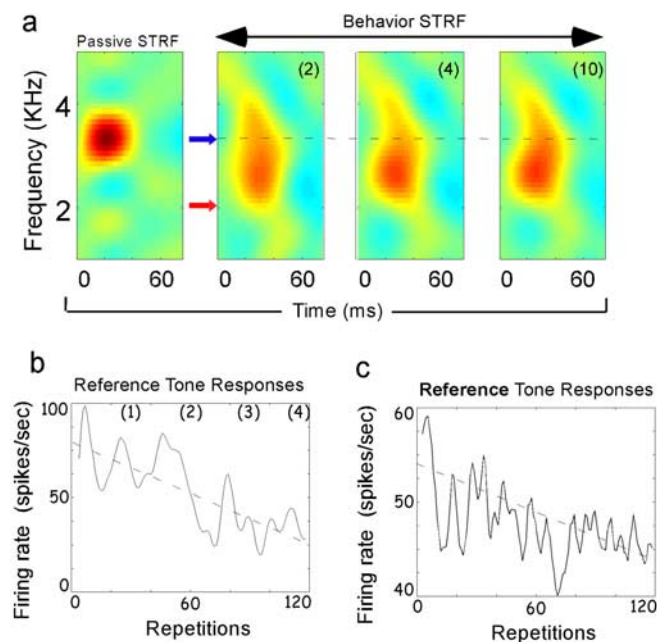 a
Behavior STRF
Passive STRF
(2)
(4)
(10)
Frequency (KHz)
4
2
0 60
0 60
0 60
0 60
Time (ms)
b
Reference Tone Responses
100
50
0
(1) (2) (3) (4)
Firing rate (spikes/sec)
0 60 120
Repetitions
c
Reference Tone Responses
60
50
40
Firing rate (spikes/sec)
0 60 120
Repetitions